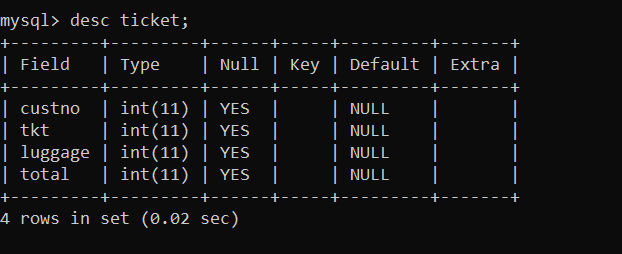 mysql> desc ticket;
+---------+---------+------+-----+---------+-------+
| Field   | Type    | Null | Key | Default | Extra |
+---------+---------+------+-----+---------+-------+
| custno  | int(11) | YES  |     | NULL    |       |
| tkt     | int(11) | YES  |     | NULL    |       |
| luggage | int(11) | YES  |     | NULL    |       |
| total   | int(11) | YES  |     | NULL    |       |
+---------+---------+------+-----+---------+-------+
4 rows in set (0.02 sec)